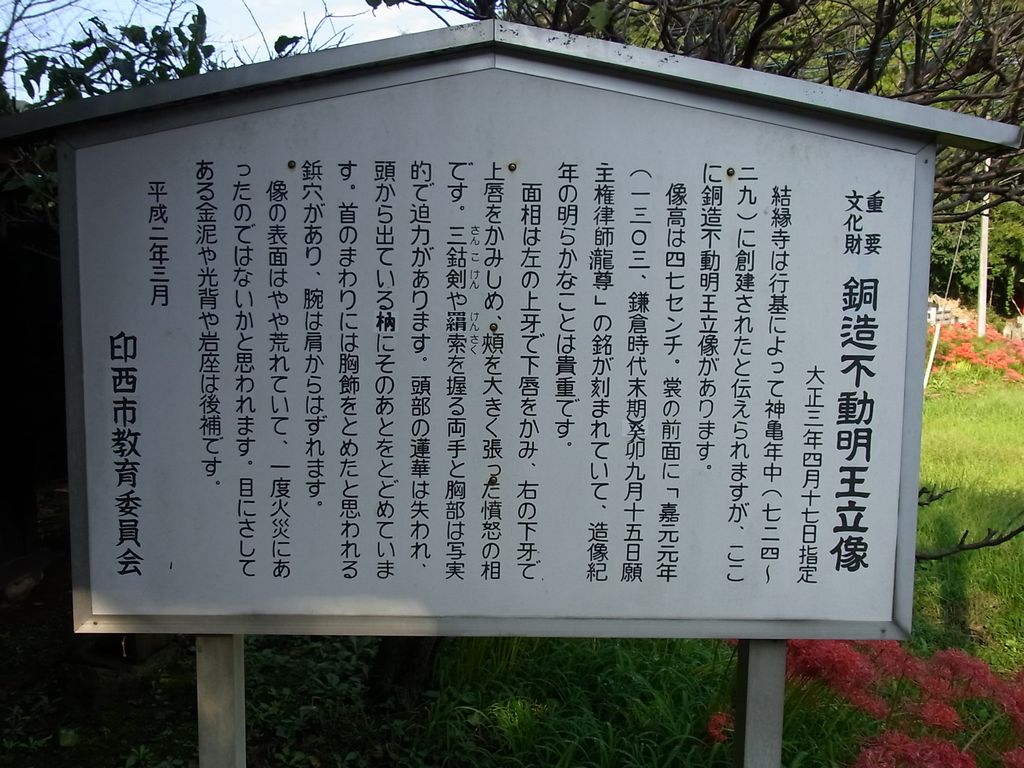 重要文化財 銅造不動明王立像
大正三年四月十七日指定
結縁寺は行基によって神亀年中(七二四~
二九)に創建されたと伝えられますが、ここ
に銅造不動明王立像があります。
像高は四七センチ。裳の前面に「嘉元元年
(一三〇三、鎌倉時代末期癸卯九月十五日願
主権律師瀧尊」の銘が刻まれていて、造像紀
年の明らかなことは貴重です。
面相は左の上牙で下唇をかみ、右の下牙で
上唇をかみしめ、頬を大きく張った憤怒の相
です。三鈷剣や羂索を握る両手と胸部は写実
さんこけん けんさく
的で迫力があります。頭部の蓮華は失われ、
頭から出ている枘にそのあとをとどめていま
す。首のまわりには胸飾をとめたと思われる
鋲穴があり、腕は肩からはずれます。
像の表面はやや荒れていて、一度火災にあ
ったのではないかと思われます。目にさして
ある金泥や光背や岩座は後補です。
平成二年三月
印西市教育委員会